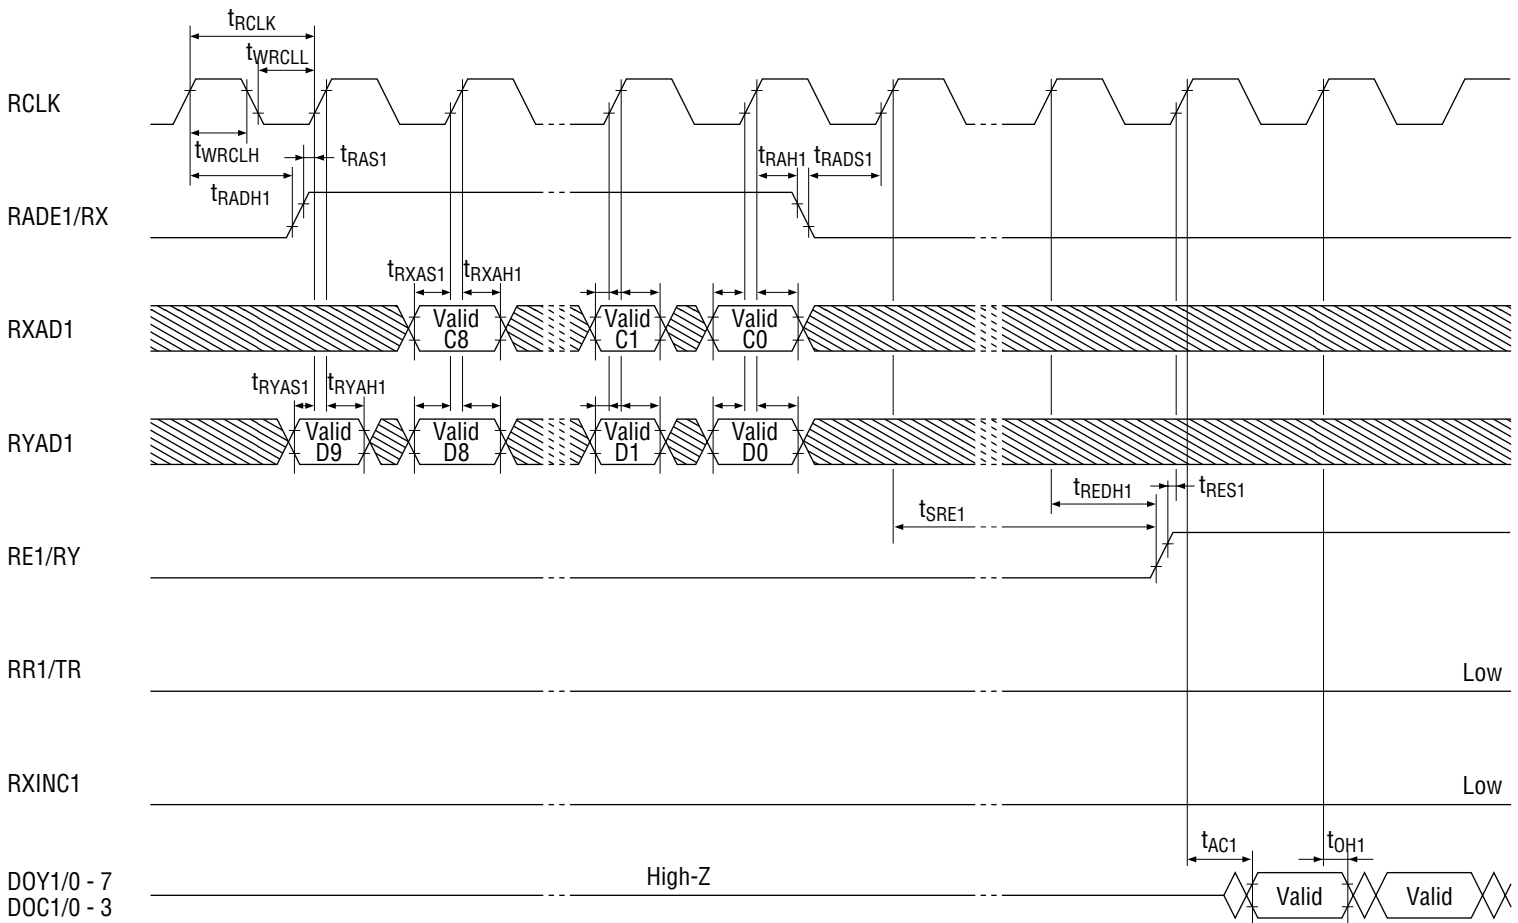 tRCLK
tWRCLL
RCLK
tWRCLH
tRAS1
tRAH1 tRADS1
tRADH1
RADE1/RX
tRXAS1 tRXAH1
RXAD1
Valid C8
Valid C1
Valid C0
tRYAS1 tRYAH1
RYAD1
Valid D9
Valid D8
Valid D1
Valid D0
tREDH1
tRES1
tSRE1
RE1/RY
RR1/TR
Low
RXINC1
Low
tAC1
tOH1
DOY1/0 - 7
DOC1/0 - 3
High-Z
Valid
Valid